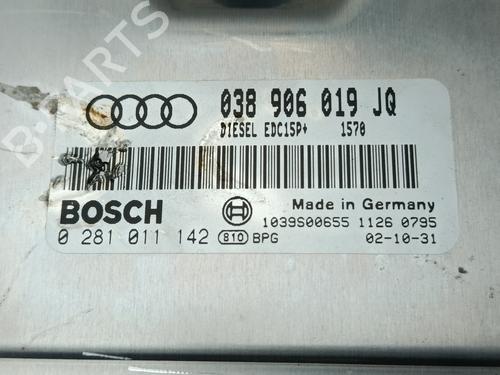 038 906 019 JQ
DIESEL EDC15P+ 1570
BOSCH
Made in Germany
1039S00655 1126 0795
0 281 011 142 810 BPG 02-10-31
B-PARTS